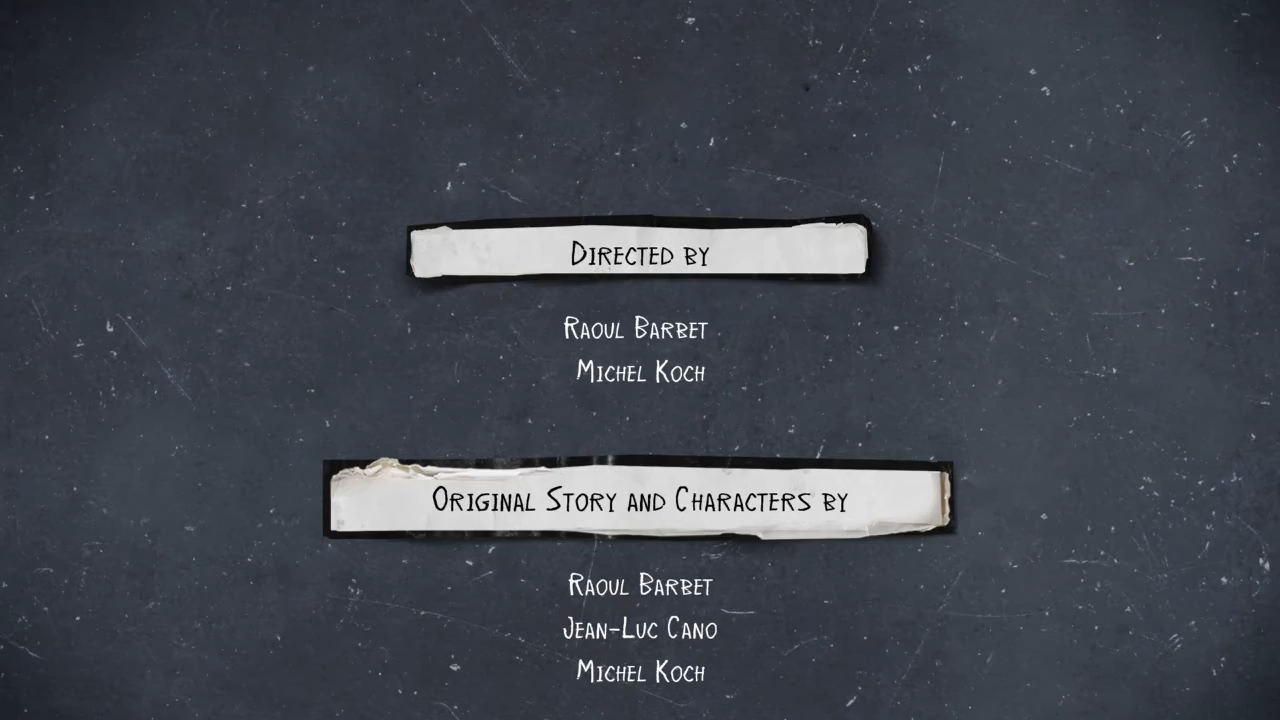 Directed by
Raoul Barbet
Michel Koch
Original Story and Characters by
Raoul Barbet
Jean-Luc Cano
Michel Koch